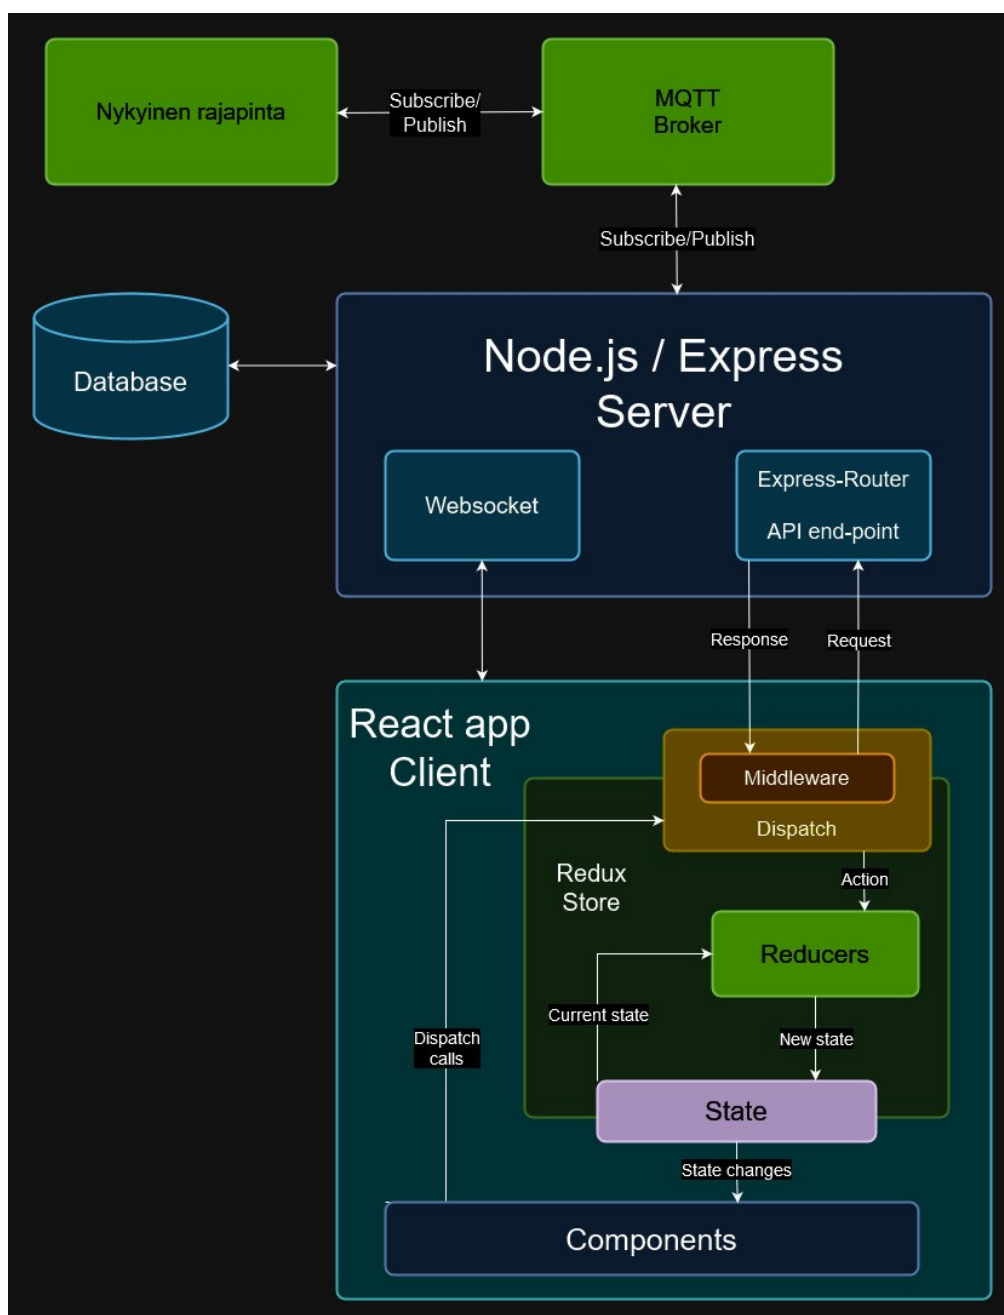 Nykyinen rajapinta
Subscribe/
Publish
MQTT
Broker
Subscribe/Publish
Database
Node.js / Express
Server
Websocket
Express-Router
API end-point
Response
Request
React app
Client
Middleware
Dispatch
Redux
Store
Action
Reducers
Current state
New state
Dispatch
calls
State
State changes
Components